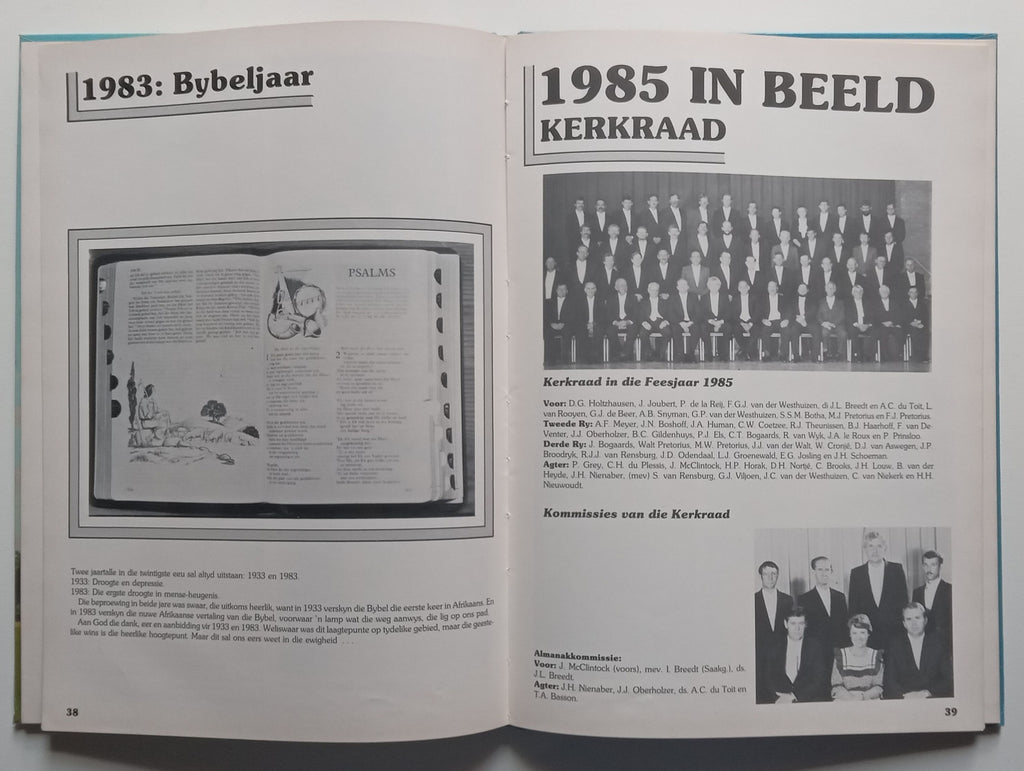 1983: Bybeljaar
PSALMS
Twee jaartalle in die twintigste eeu sal altyd uitstaan: 1933 en 1983.
1933: Droogte en depressie.
1983: Die ergste droogte in mense-heugenis.
Die beproewing in beide jare was swaar, die uitkoms heerlik, want in 1933 verskyn die Bybel die eerste keer in Afrikaans. En
in 1983 verskyn die nuwe Afrikaanse vertaling van die Bybel, voorwaar 'n lamp wat die weg aanwys, die lig op ons pad.
Aan God die dank, eer en aanbidding vir 1933 en 1983. Weliswaar was dit laagtepunte op tydelike gebied, maar die geeste-
like wins is die heerlike hoogtepunt. Maar dit sal ons eers weet in die ewigheid . . .
38
1985 IN BEELD
KERKRAAD
Kerkraad in die Feesjaar 1985
Voor: D.G. Holtzhausen, J. Joubert, P. de la Reij, F.G.J. van der Westhuizen, di J.L. Breedt en A.C. du Toit, L.
van Rooyen, G.J. de Beer, A.B. Snyman, G.P. van der Westhuizen, S.S.M. Botha, M.J. Pretorius en F.J. Pretorius.
Tweede Ry: A.F. Meyer, J.N. Boshoff, J.A. Human, C.W. Coetzee, R.J. Theunissen, B.J. Haarhoff, F. van De-
Venter, J.J. Oberholzer, B.C. Gildenhuys, P.J. Els, C.T. Bogaards, R. van Wyk, J.A. le Roux en P. Prinsloo.
Derde Ry: J. Bogaards, Walt Pretorius, M.W. Pretorius, J.J. van der Walt, W. Cronjé, D.J. van Aswegen, J.P.
Broodryk, R.J.J. van Rensburg, J.D. Odendaal, L.J. Groenewald, E.G. Josling en J.H. Schoeman.
Agter: P. Grey, C.H. du Plessis, J. McClintock, H.P. Horak, D.H. Nortjé, C. Brooks, J.H. Louw, B. van der
Heyde, J.H. Nienaber, (mev) S. van Rensburg, G.J. Viljoen, J.C. van der Westhuizen, C. van Niekerk en H.H.
Nieuwoudt.
Kommissies van die Kerkraad
Almanakkommissie:
Voor: J. McClintock (voors), mev. I. Breedt (Saakg.), ds.
J.L. Breedt.
Agter: J.H. Nienaber, J.J. Oberholzer, ds. A.C. du Toit en
T.A. Basson.
39